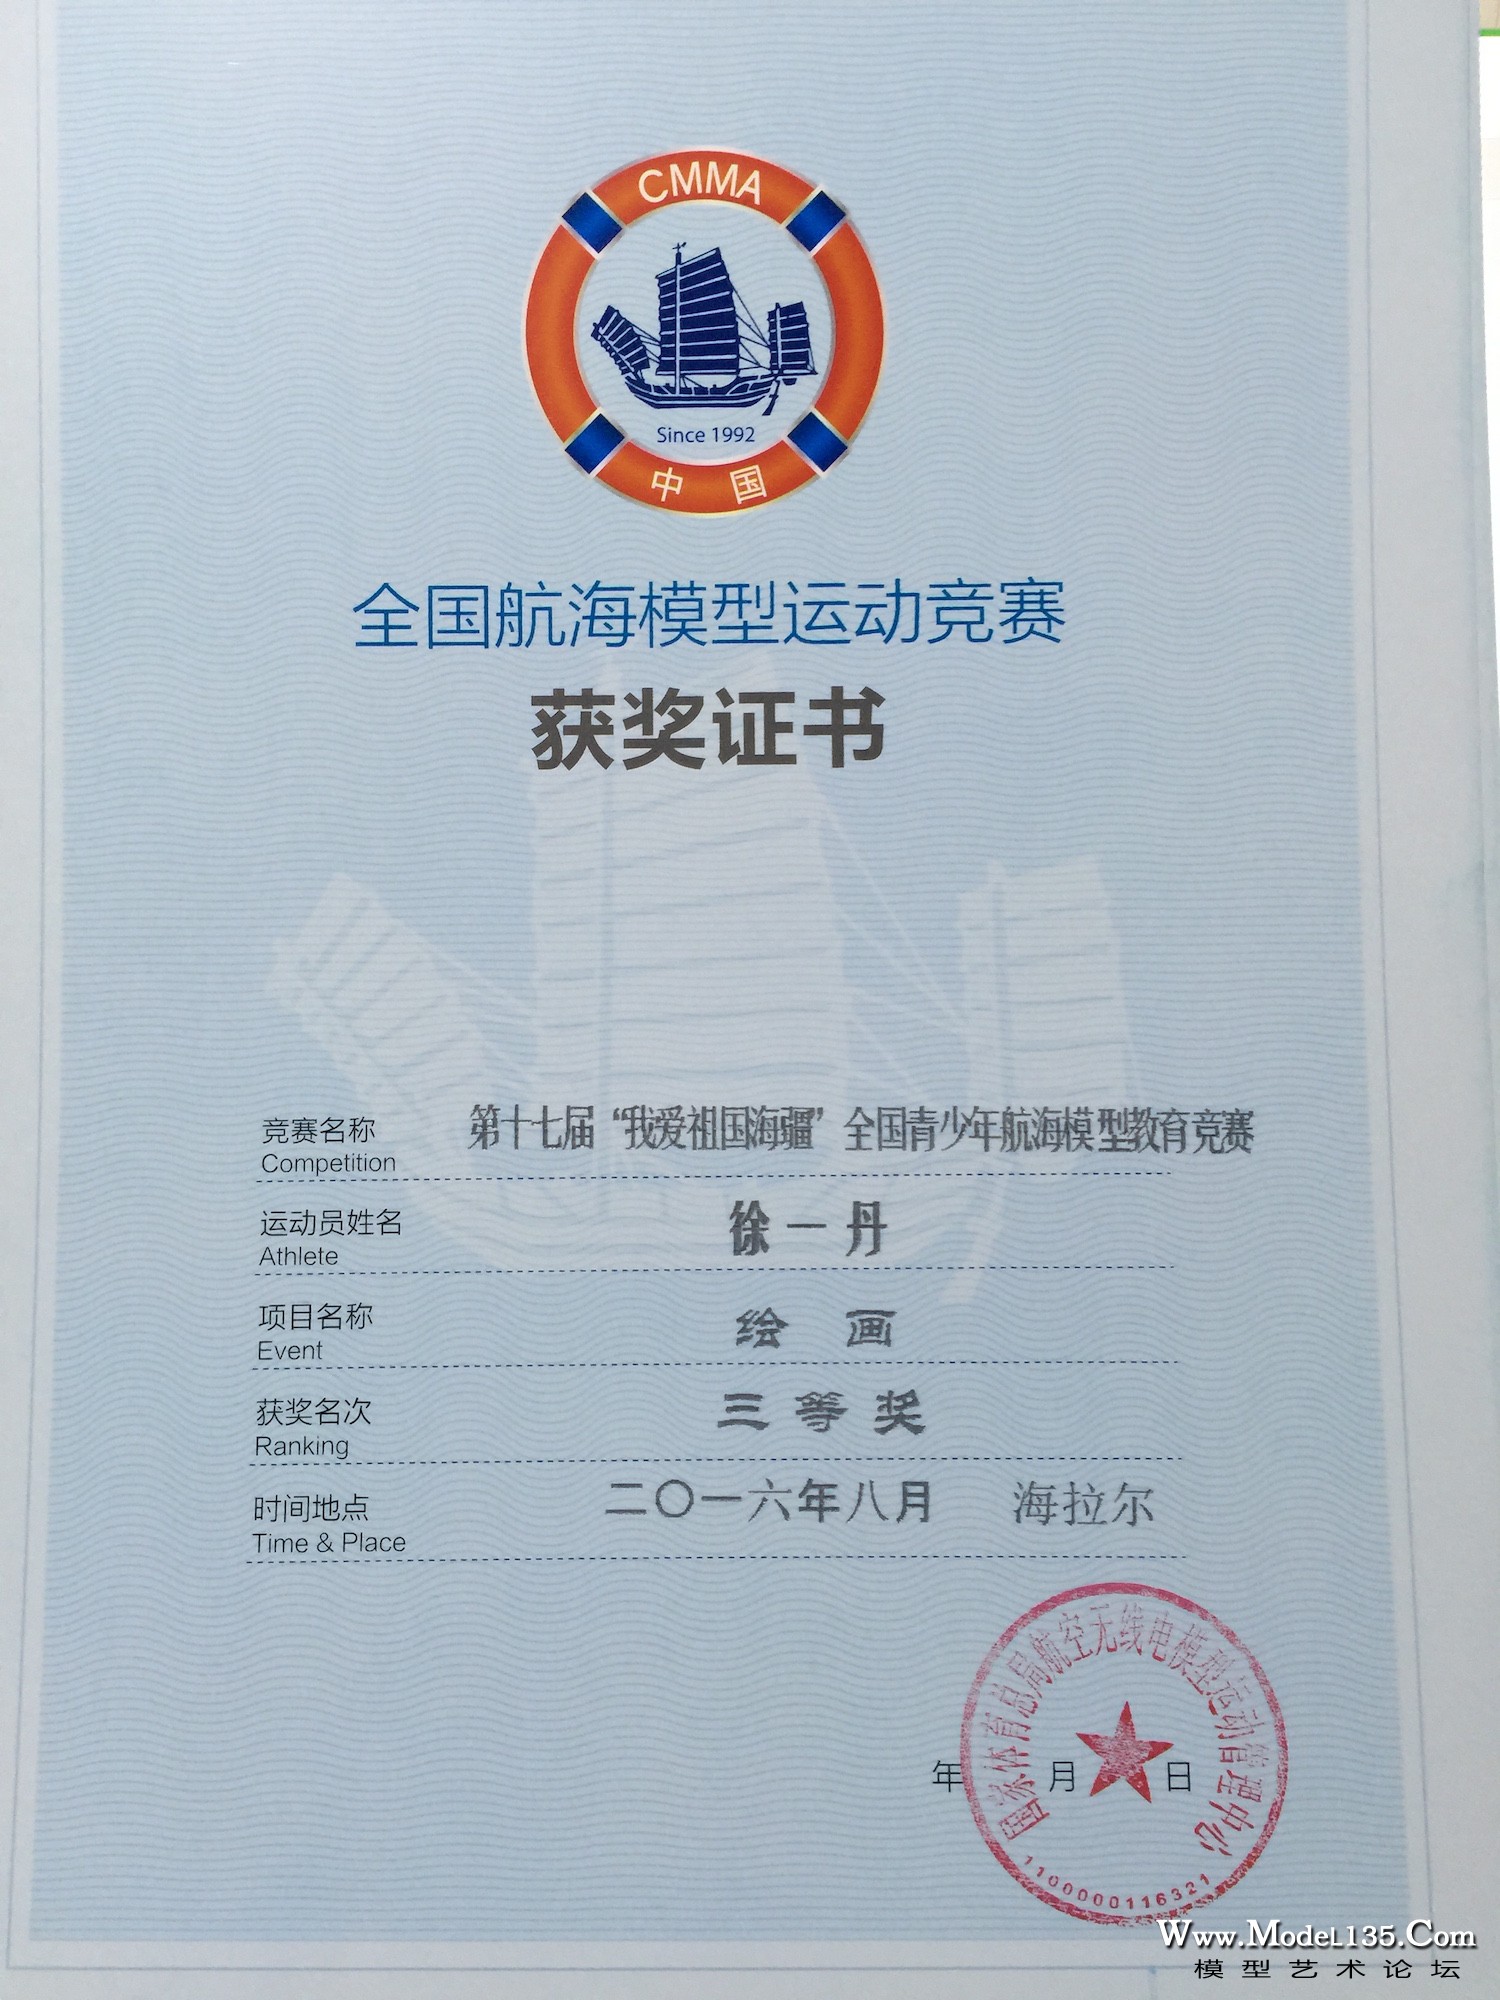 CMMA
Since 1992
中 国
全国航海模型运动竞赛
获奖证书
竞赛名称 第十七届“我爱祖国海疆”全国青少年航海模型教育竞赛
Competition
运动员姓名 徐一丹
Athlete
项目名称 绘 画
Event
获奖名次 三等奖
Ranking
时间地点 二〇一六年八月 海拉尔
Time & Place
国家体育总局航空无线电模型运动管理中心
年 月 日
1100000116321
Www.Model135.Com
模型艺术论坛